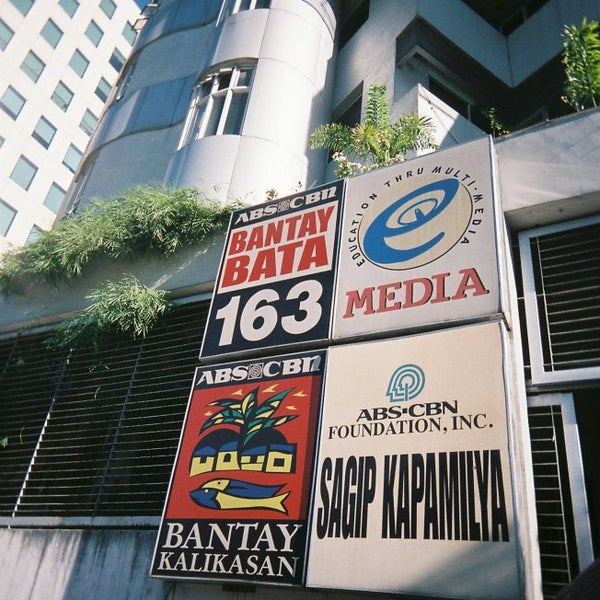 ABS-CBN
BANTAY
BATA
163
EDUCATION THRU MULTI-MEDIA
e
MEDIA
ABS-CBN
BANTAY
KALIKASAN
ABS-CBN
FOUNDATION, INC.
SAGIP KAPAMILYA